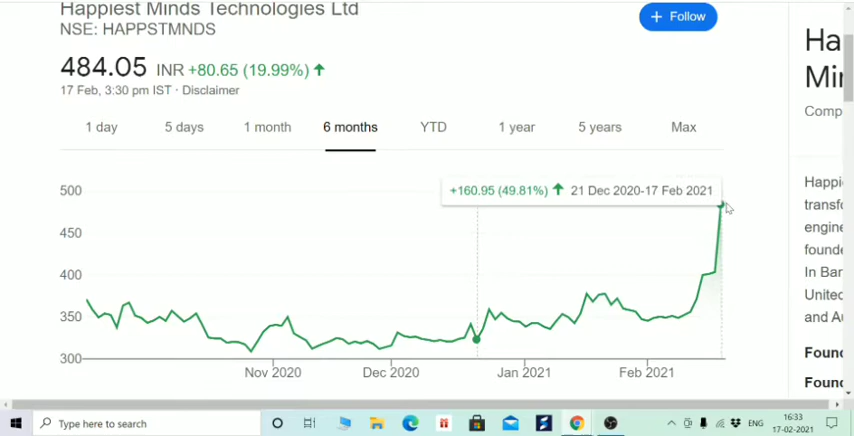 Happiest Minds Technologies Ltd
NSE: HAPPSTMNDS
+ Follow
484.05 INR +80.65 (19.99%) ↑
17 Feb, 3:30 pm IST · Disclaimer
1 day 5 days 1 month 6 months YTD 1 year 5 years Max
+160.95 (49.81%) ↑ 21 Dec 2020-17 Feb 2021
500
450
400
350
300
Nov 2020 Dec 2020 Jan 2021 Feb 2021
Ha
Mi
Comp
Happi
transf
engine
founde
In Bar
United
and Au
Found
Found
Type here to search
ENG
16:33
17-02-2021